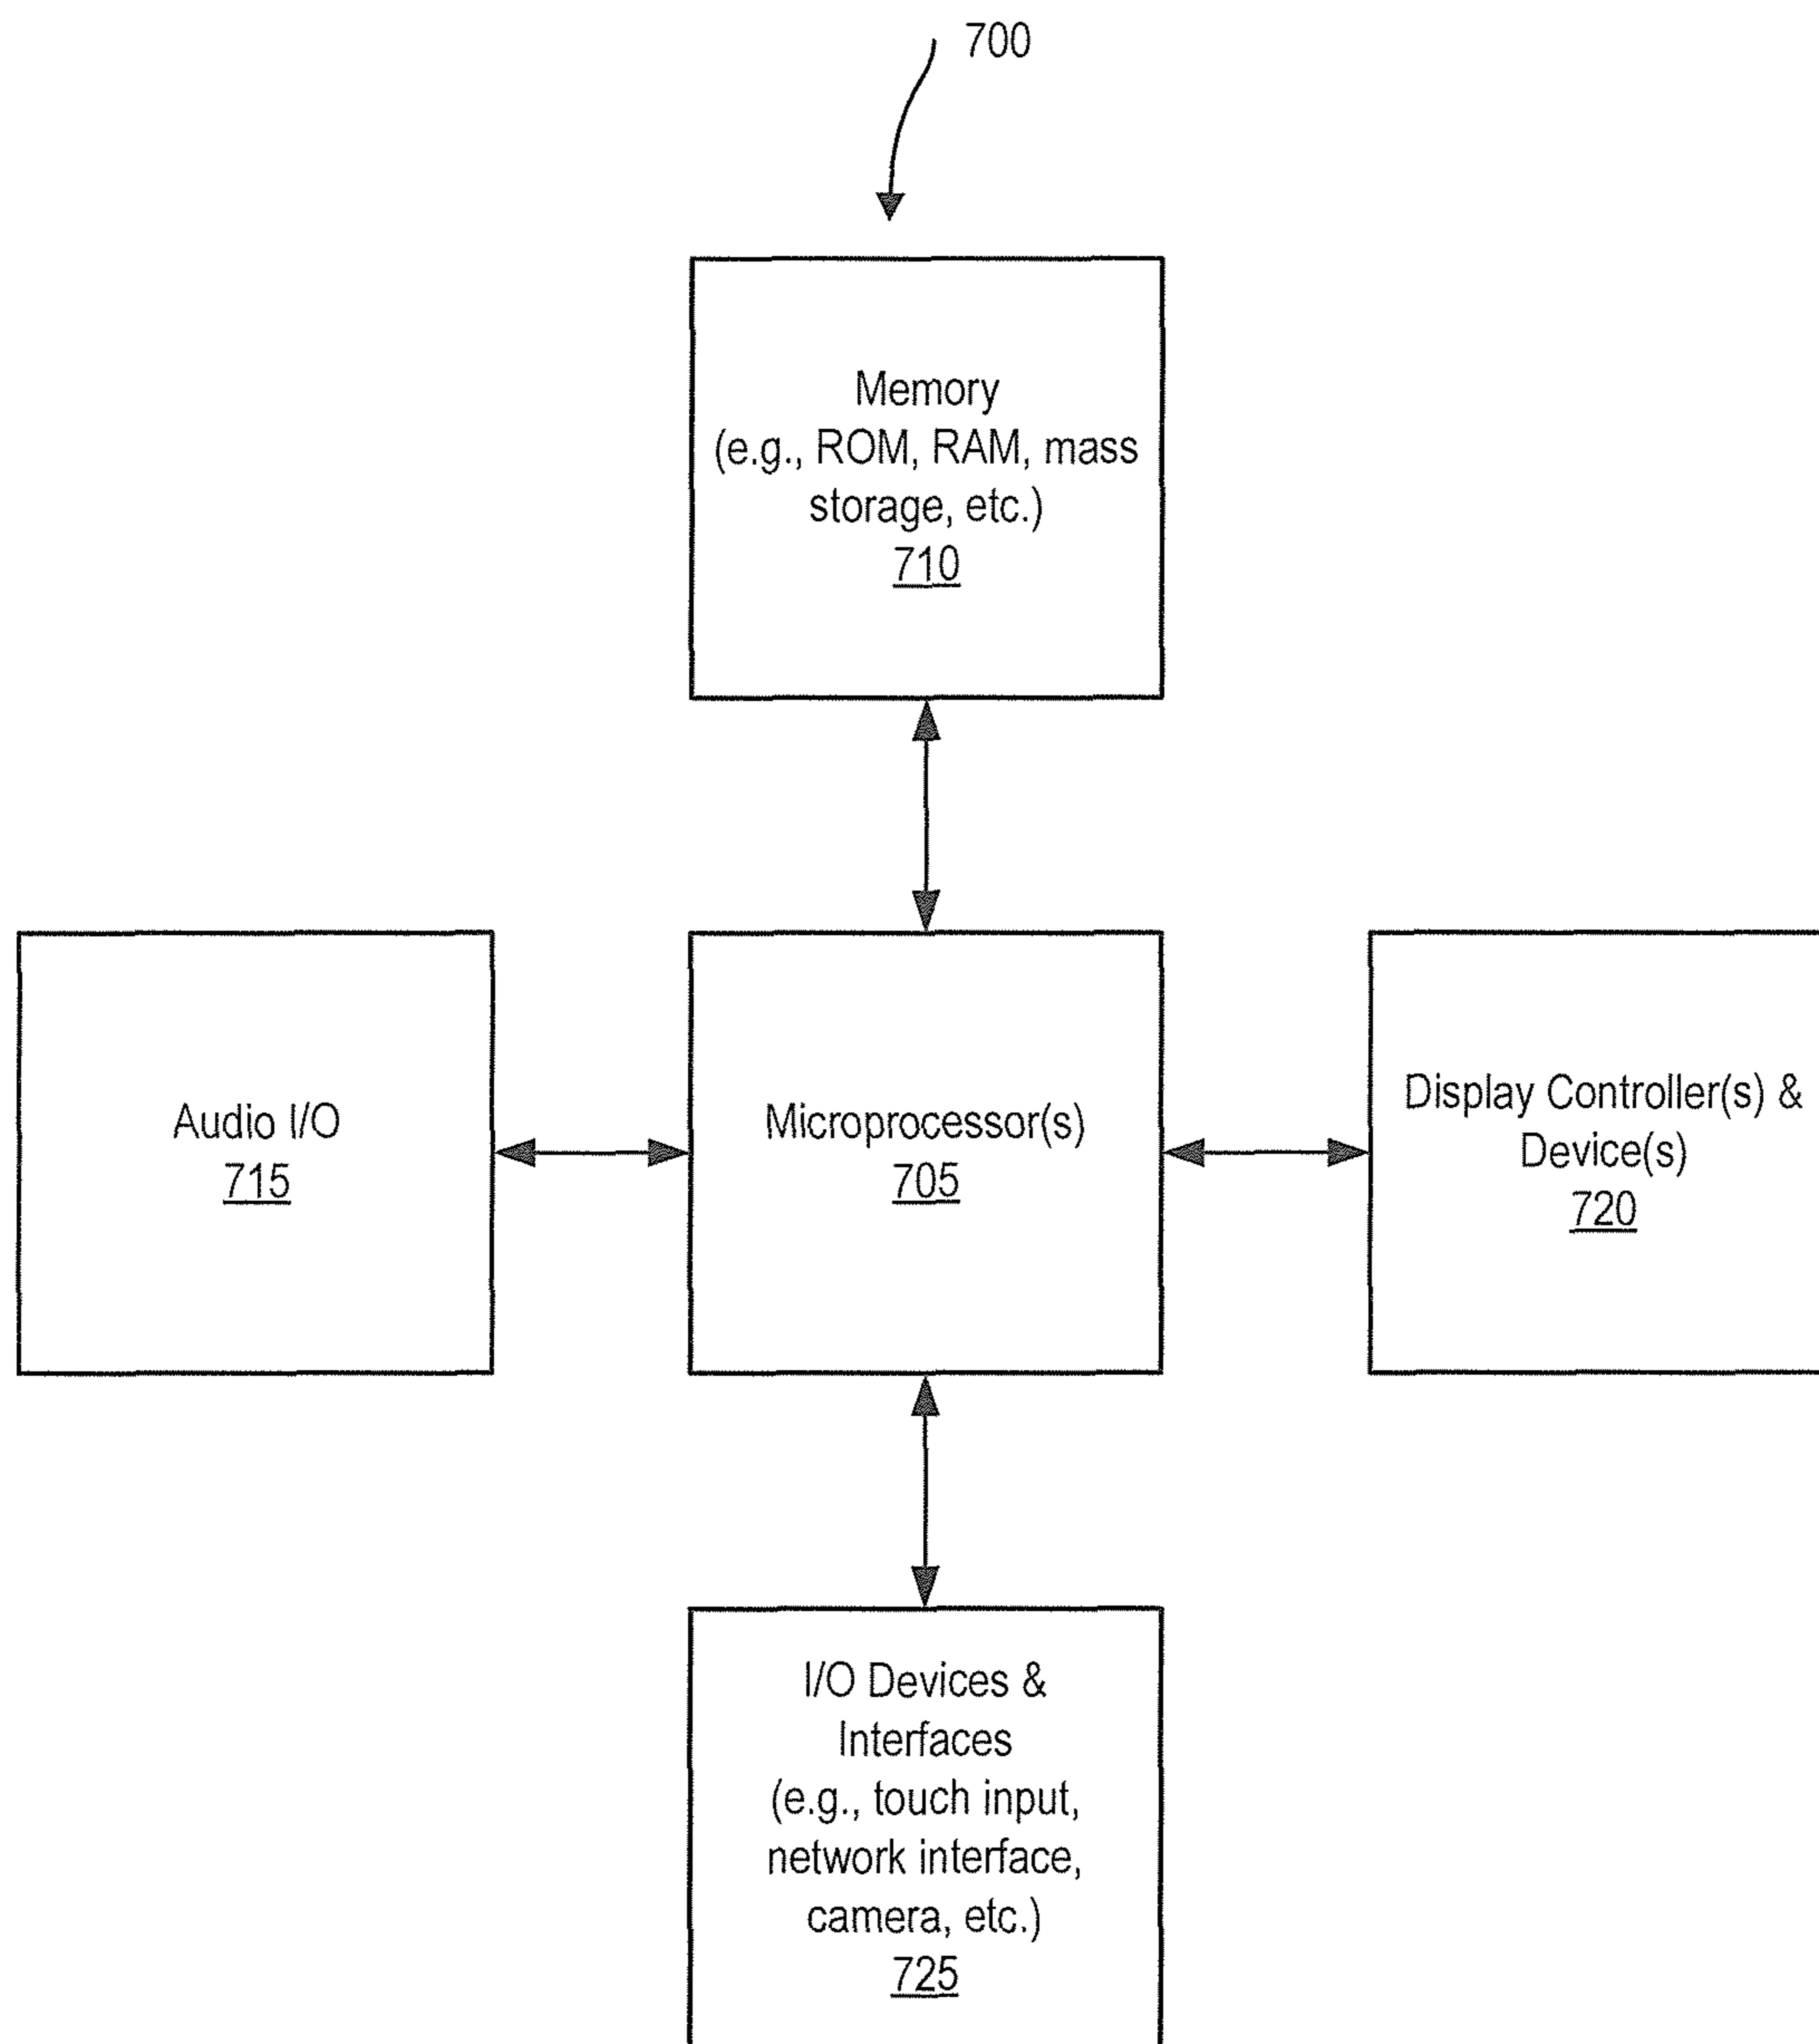 700
Memory
(e.g., ROM, RAM, mass
storage, etc.)
710
Audio I/O
715
Microprocessor(s)
705
Display Controller(s) &
Device(s)
720
I/O Devices &
Interfaces
(e.g., touch input,
network interface,
camera, etc.)
725